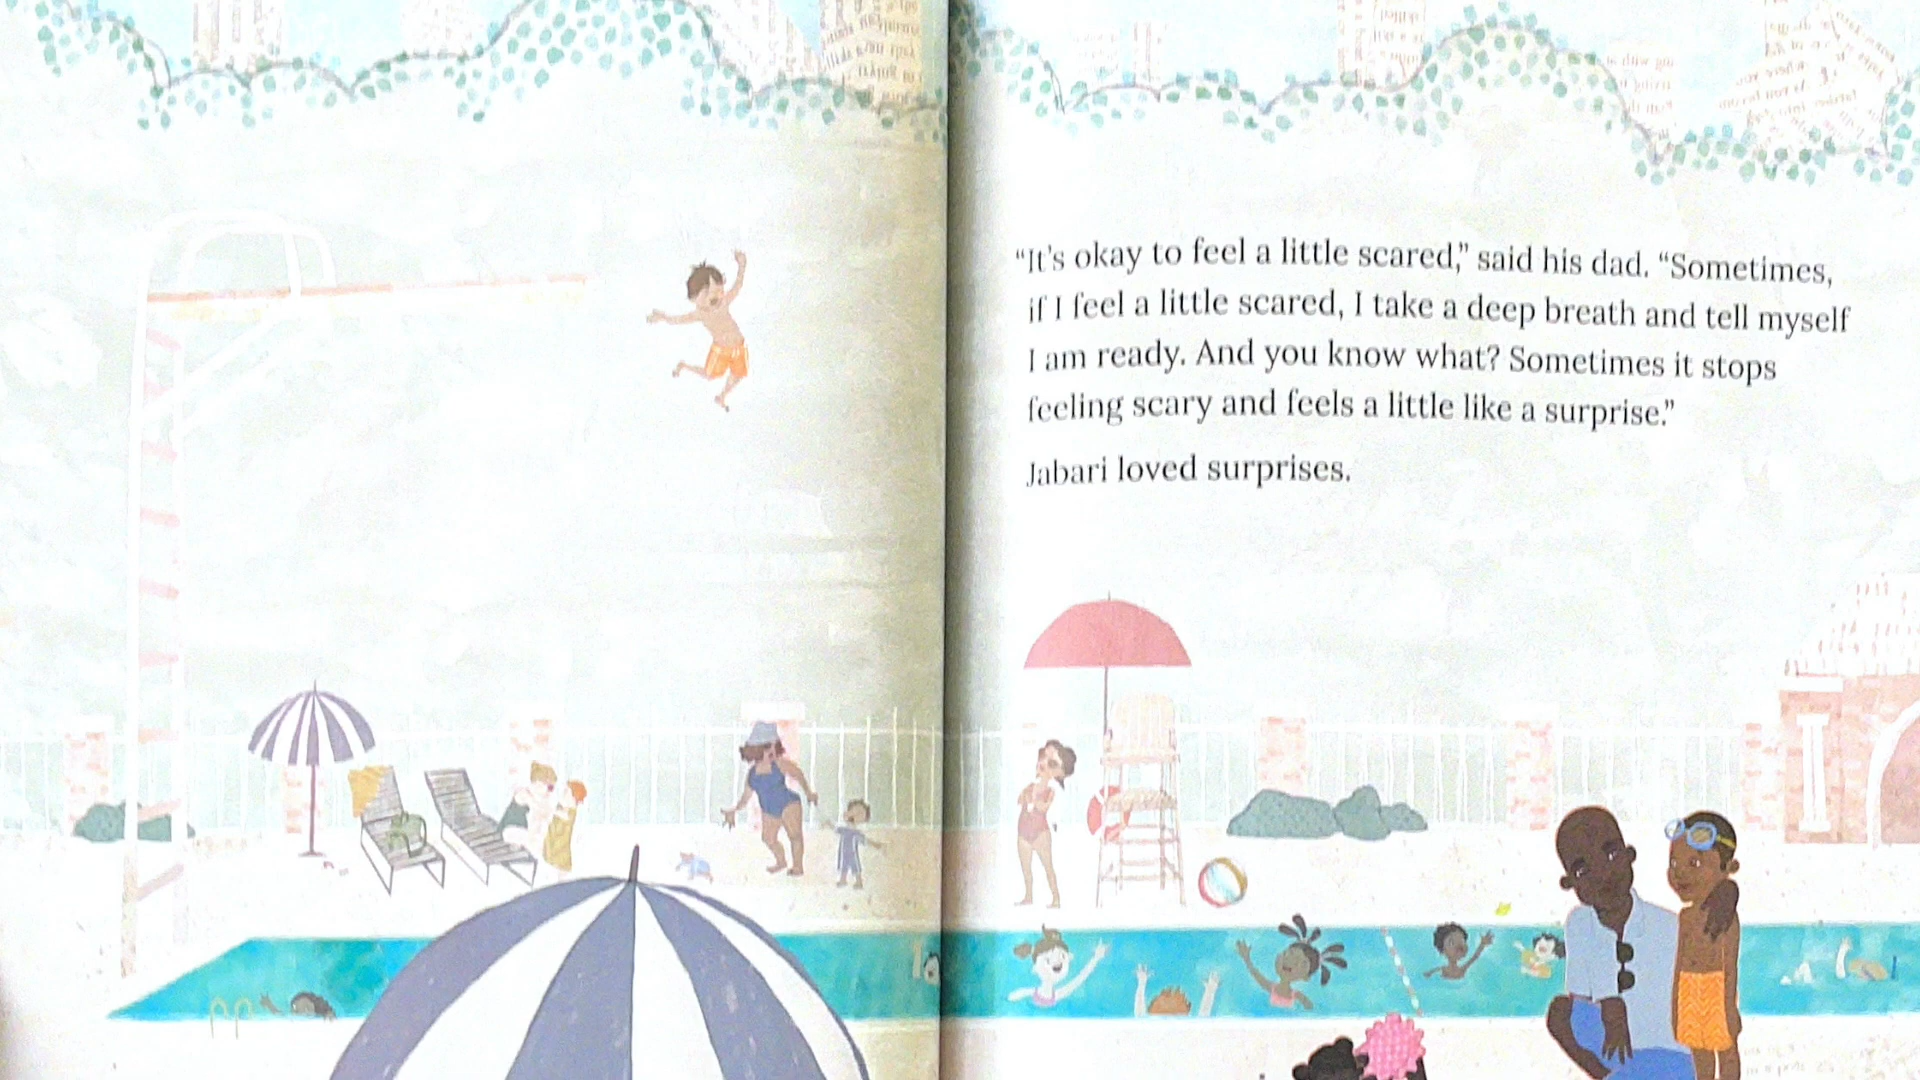 “It’s okay to feel a little scared,” said his dad. “Sometimes,
if I feel a little scared, I take a deep breath and tell myself
I am ready. And you know what? Sometimes it stops
feeling scary and feels a little like a surprise.”
Jabari loved surprises.